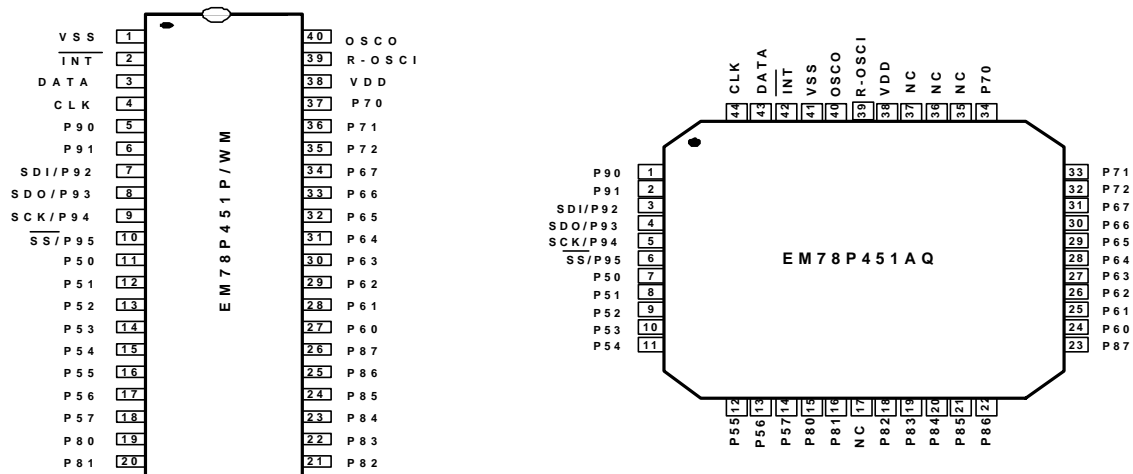 VSS 1 40 OSCO
INT 2 39 R-OSCI
DATA 3 38 VDD
CLK 4 37 P70
P90 5 36 P71
P91 6 35 P72
SDI/P92 7 34 P67
SDO/P93 8 33 P66
SCK/P94 9 32 P65
SS/P95 10 31 P64
P50 11 30 P63
P51 12 29 P62
P52 13 28 P61
P53 14 27 P60
P54 15 26 P87
P55 16 25 P86
P56 17 24 P85
P57 18 23 P84
P80 19 22 P83
P81 20 21 P82
EM78P451P/WM
CLK DATA INT VSS OSCO R-OSCI VDD NC NC NC P70
44 43 42 41 40 39 38 37 36 35 34
P90 1 33 P71
P91 2 32 P72
SDI/P92 3 31 P67
SDO/P93 4 30 P66
SCK/P94 5 29 P65
SS/P95 6 28 P64
P50 7 27 P63
P51 8 26 P62
P52 9 25 P61
P53 10 24 P60
P54 11 23 P87
EM78P451AQ
12 13 14 15 16 17 18 19 20 21 22
P55 P56 P57 P80 P81 NC P82 P83 P84 P85 P86